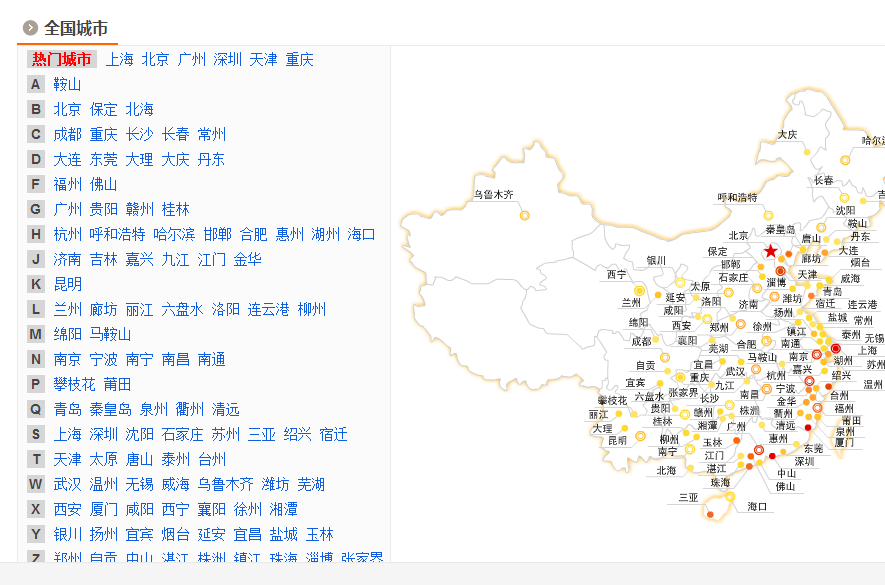 全国城市
热门城市 上海 北京 广州 深圳 天津 重庆
A 鞍山
B 北京 保定 北海
C 成都 重庆 长沙 长春 常州
D 大连 东莞 大理 大庆 丹东
F 福州 佛山
G 广州 贵阳 赣州 桂林
H 杭州 呼和浩特 哈尔滨 邯郸 合肥 惠州 湖州 海口
J 济南 吉林 嘉兴 九江 江门 金华
K 昆明
L 兰州 廊坊 丽江 六盘水 洛阳 连云港 柳州
M 绵阳 马鞍山
N 南京 宁波 南宁 南昌 南通
P 攀枝花 莆田
Q 青岛 秦皇岛 泉州 衢州 清远
S 上海 深圳 沈阳 石家庄 苏州 三亚 绍兴 宿迁
T 天津 太原 唐山 泰州 台州
W 武汉 温州 无锡 威海 乌鲁木齐 潍坊 芜湖
X 西安 厦门 咸阳 西宁 襄阳 徐州 湘潭
Y 银川 扬州 宜宾 烟台 延安 宜昌 盐城 玉林
Z 郑州 自贡 中山 湛江 株洲 镇江 珠海 淄博 张家界
大庆
哈尔滨
长春
吉
乌鲁木齐
呼和浩特
沈阳
鞍山
北京
秦皇岛
唐山
丹东
保定
大连
银川
邯郸
廊坊
烟台
西宁
石家庄
天津
太原
淄博
威海
兰州
延安
洛阳
济南
潍坊
青岛
宿迁
连云港
咸阳
扬州
绵阳
西安
郑州
徐州
镇江
盐城
常州
成都
襄阳
芜湖
合肥
南通
泰州
无锡
马鞍山
南京
上海
自贡
宜昌
武汉
湖州
苏州
嘉兴
宜宾
重庆
九江
杭州
绍兴
张家界
宁波
温州
攀枝花
六盘水
长沙
南昌
金华
台州
丽江
贵阳
赣州
株洲
衢州
福州
大理
桂林
湘潭
广州
清远
莆田
昆明
柳州
玉林
惠州
泉州
南宁
江门
东莞
厦门
北海
湛江
深圳
珠海
中山
佛山
三亚
海口